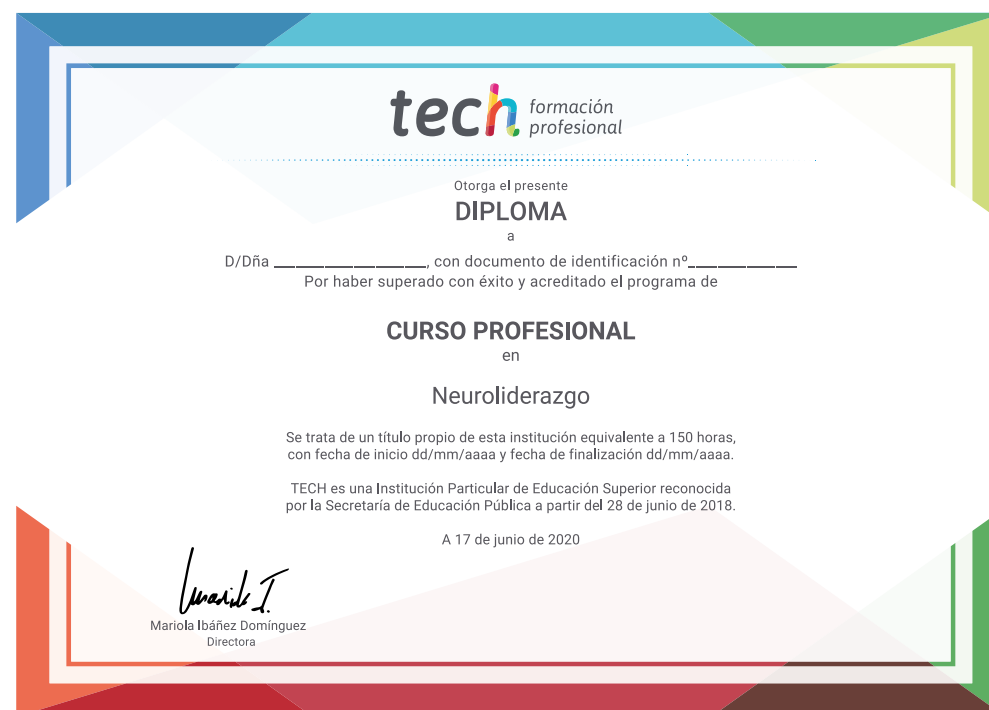 tech formación
profesional
Otorga el presente
DIPLOMA
a
D/Dña ______________, con documento de identificación nº__________
Por haber superado con éxito y acreditado el programa de
CURSO PROFESIONAL
en
Neuroliderazgo
Se trata de un título propio de esta institución equivalente a 150 horas,
con fecha de inicio dd/mm/aaaa y fecha de finalización dd/mm/aaaa.
TECH es una Institución Particular de Educación Superior reconocida
por la Secretaría de Educación Pública a partir del 28 de junio de 2018.
A 17 de junio de 2020
Mariola Ibáñez Domínguez
Directora